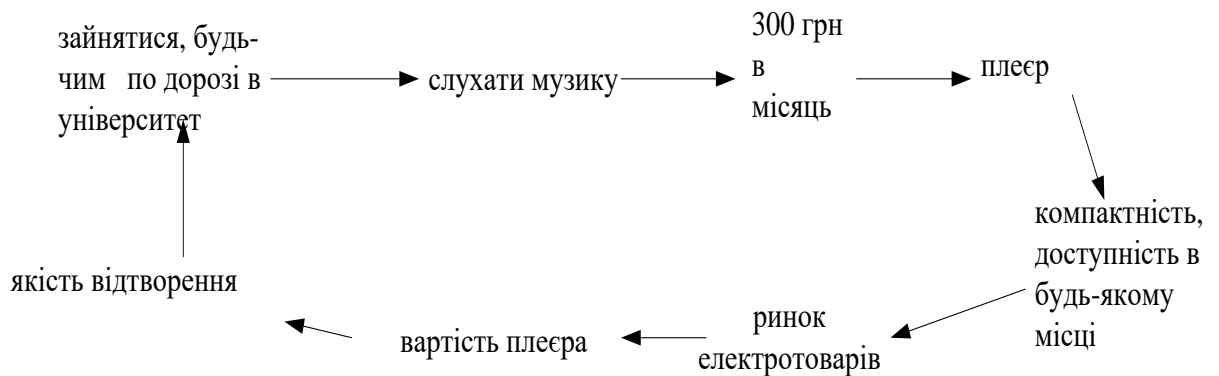 зайнятися, будь-
чим по дорозі в
університет
слухати музику
300 грн
в
місяць
плеєр
компактність,
доступність в
будь-якому
місці
ринок
електротоварів
вартість плеєра
якість відтворення